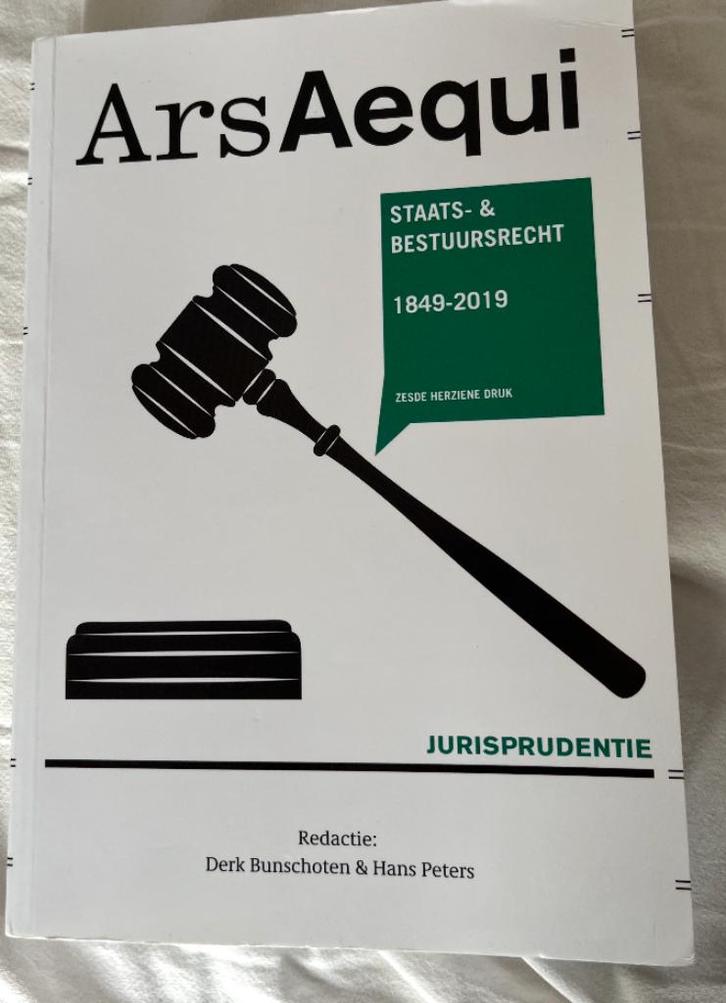 ArsAequi
STAATS- &
BESTUURSRECHT
1849-2019
ZESDE HERZIENE DRUK
JURISPRUDENTIE
Redactie:
Derk Bunschoten & Hans Peters